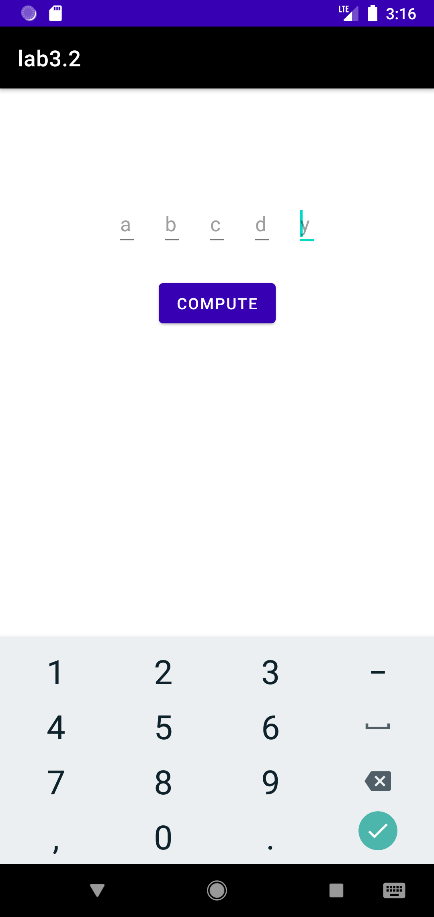 LTE 3:16
lab3.2
a b c d y
COMPUTE
1 2 3 -
4 5 6
7 8 9
, 0 .